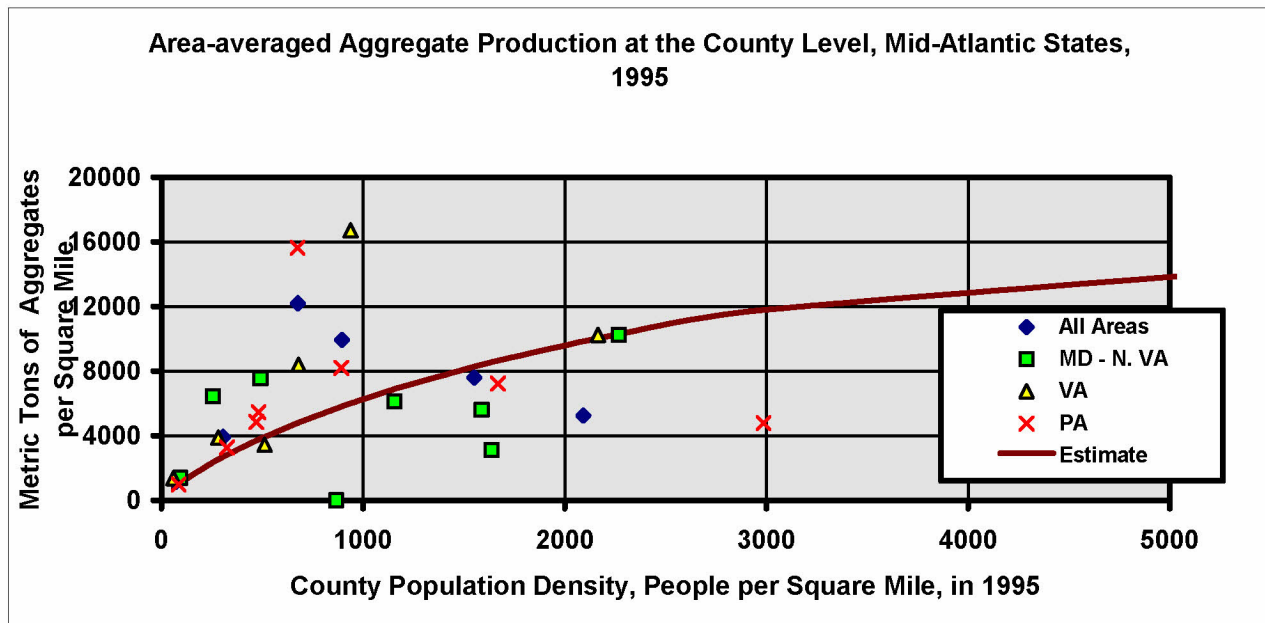 Area-averaged Aggregate Production at the County Level, Mid-Atlantic States,
1995
Metric Tons of Aggregates
per Square Mile
20000
16000
12000
8000
4000
0
0 1000 2000 3000 4000 5000
County Population Density, People per Square Mile, in 1995
All Areas
MD - N. VA
VA
PA
Estimate